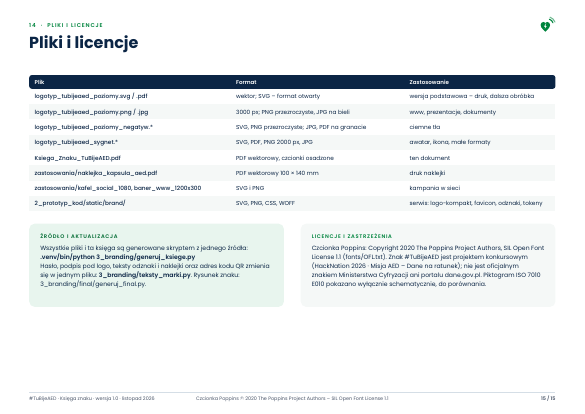 14 · PLIKI I LICENCJE
Pliki i licencje
Plik Format Zastosowanie
logotyp_tubijeaed_poziomy.svg / .pdf wektor; SVG – format otwarty wersja podstawowa – druk, dalsza obróbka
logotyp_tubijeaed_poziomy.png / .jpg 3000 px; PNG przezroczyste, JPG na bieli www, prezentacje, dokumenty
logotyp_tubijeaed_poziomy_negatyw.* SVG, PNG przezroczyste; JPG, PDF na granacie ciemne tła
logotyp_tubijeaed_sygnet.* SVG, PDF, PNG 2000 px, JPG awatar, ikona, małe formaty
Ksiega_Znaku_TuBijeAED.pdf PDF wektorowy, czcionki osadzone ten dokument
zastosowania/naklejka_kapsula_aed.pdf PDF wektorowy 100 × 140 mm druk naklejki
zastosowania/kafel_social_1080, baner_www_1200x300 SVG i PNG kampania w sieci
2_prototyp_kod/static/brand/ SVG, PNG, CSS, WOFF serwis: logo-kompakt, favicon, odznaki, tokeny
ŹRÓDŁO I AKTUALIZACJA
Wszystkie pliki i ta księga są generowane skryptem z jednego źródła:
.venv/bin/python 3_branding/generuj_ksiege.py
Hasło, podpis pod logo, teksty odznaki i naklejki oraz adres kodu QR zmienia
się w jednym pliku: 3_branding/teksty_marki.py. Rysunek znaku:
3_branding/final/generuj_final.py.
LICENCJE I ZASTRZEŻENIA
Czcionka Poppins: Copyright 2020 The Poppins Project Authors, SIL Open Font
License 1.1 (fonts/OFL.txt). Znak #TuBijeAED jest projektem konkursowym
(HackNation 2026 · Misja AED – Dane na ratunek); nie jest oficjalnym
znakiem Ministerstwa Cyfryzacji ani portalu dane.gov.pl. Piktogram ISO 7010
E010 pokazano wyłącznie schematycznie, do porównania.
#TuBijeAED · Księga znaku · wersja 1.0 · listopad 2026 Czcionka Poppins © 2020 The Poppins Project Authors – SIL Open Font License 1.1 15 / 15